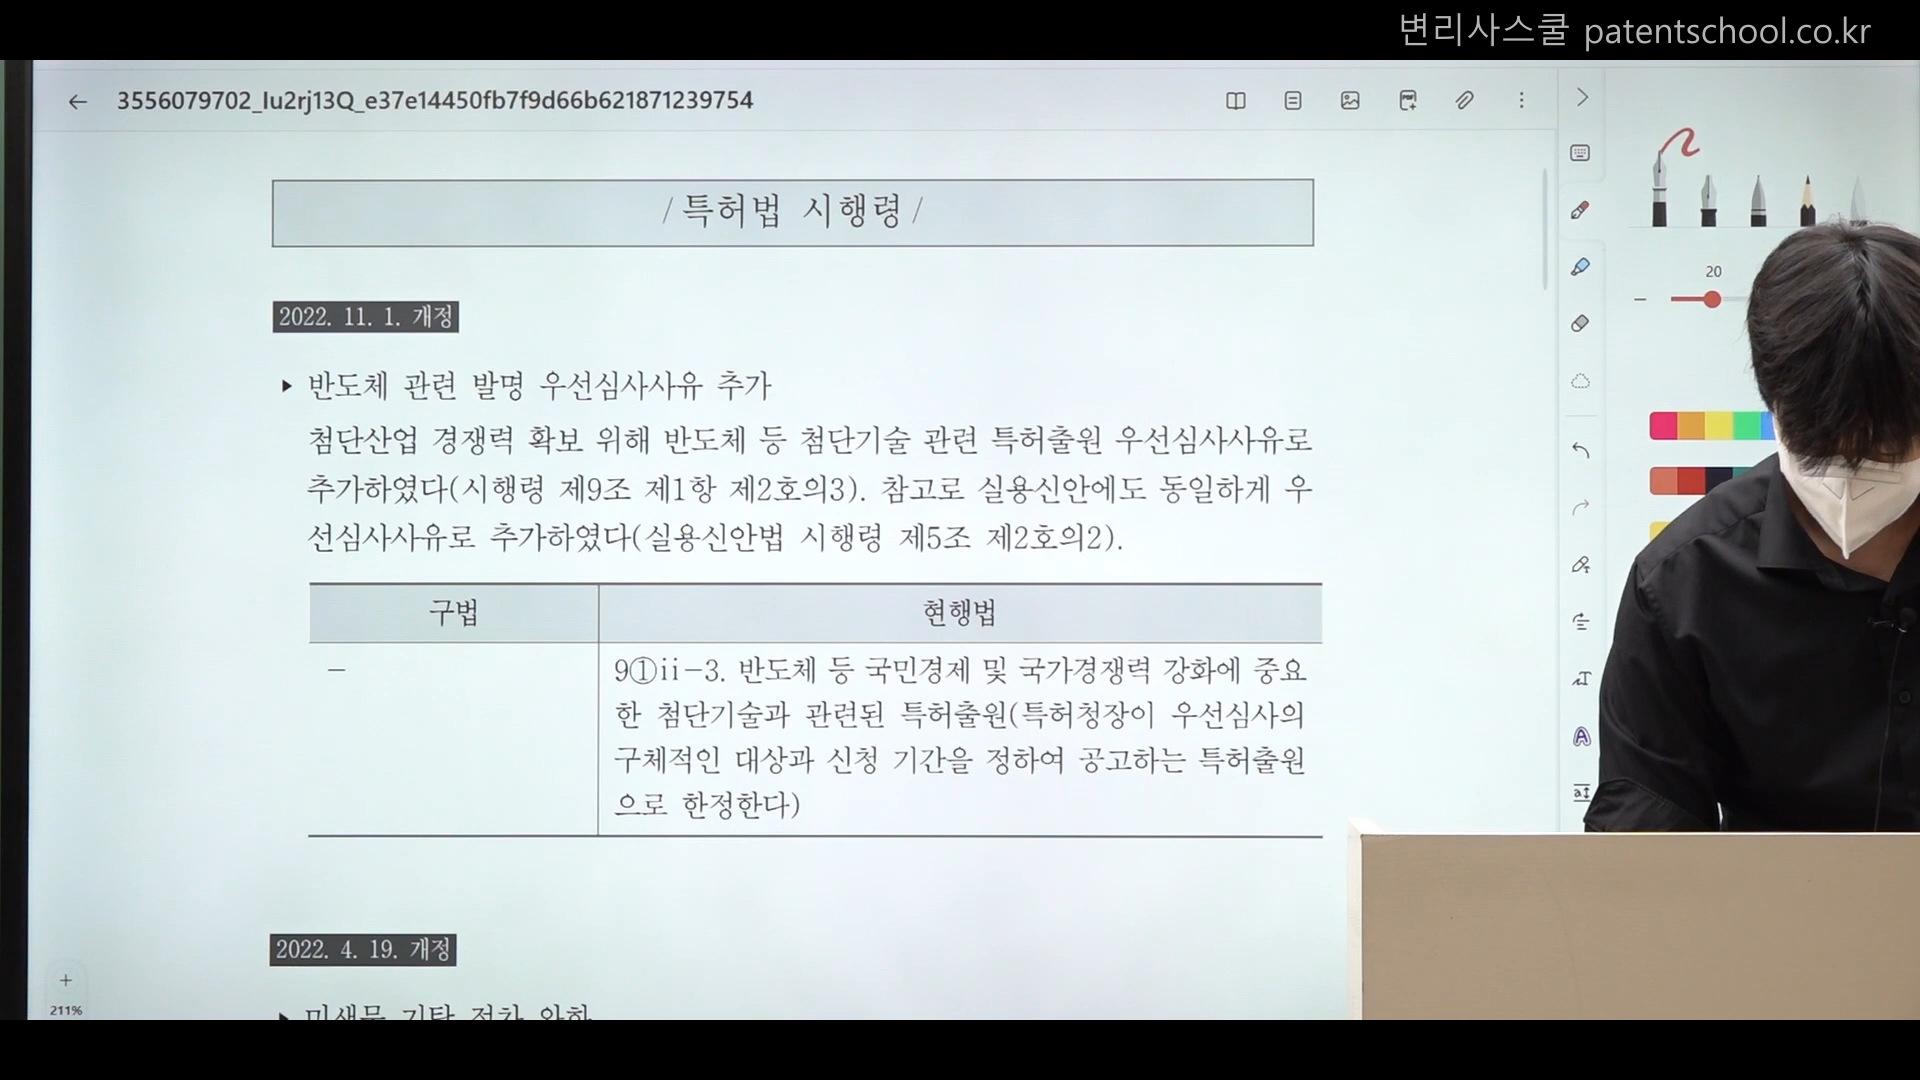 변리사스쿨 patentschool.co.kr
3556079702_Iu2rj13Q_e37e14450fb7f9d66b621871239754
/ 특허법 시행령 /
20
2022. 11. 1. 개정
▶ 반도체 관련 발명 우선심사사유 추가
첨단산업 경쟁력 확보 위해 반도체 등 첨단기술 관련 특허출원 우선심사사유로
추가하였다(시행령 제9조 제1항 제2호의3). 참고로 실용신안에도 동일하게 우
선심사사유로 추가하였다(실용신안법 시행령 제5조 제2호의2).
구법 현행법
– 9①ii-3. 반도체 등 국민경제 및 국가경쟁력 강화에 중요
한 첨단기술과 관련된 특허출원(특허청장이 우선심사의
구체적인 대상과 신청 기간을 정하여 공고하는 특허출원
으로 한정한다)
2022. 4. 19. 개정
▶ 미생물 기탁 절차 완화
211%